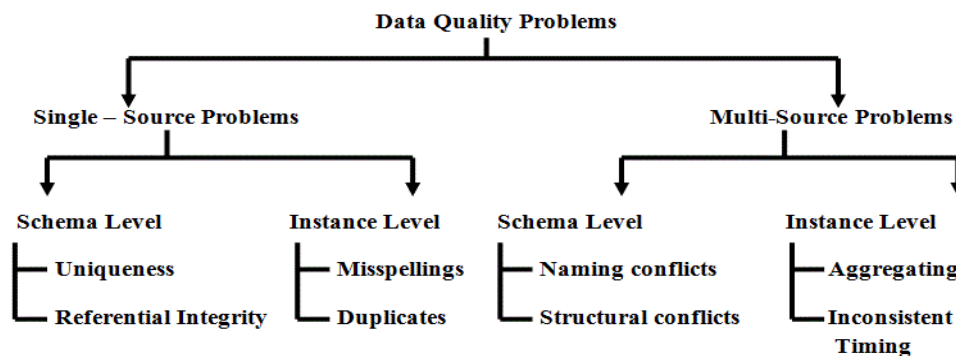 Data Quality Problems
Single – Source Problems
Multi-Source Problems
Schema Level
Instance Level
Schema Level
Instance Level
Uniqueness
Misspellings
Naming conflicts
Aggregating
Referential Integrity
Duplicates
Structural conflicts
Inconsistent
Timing